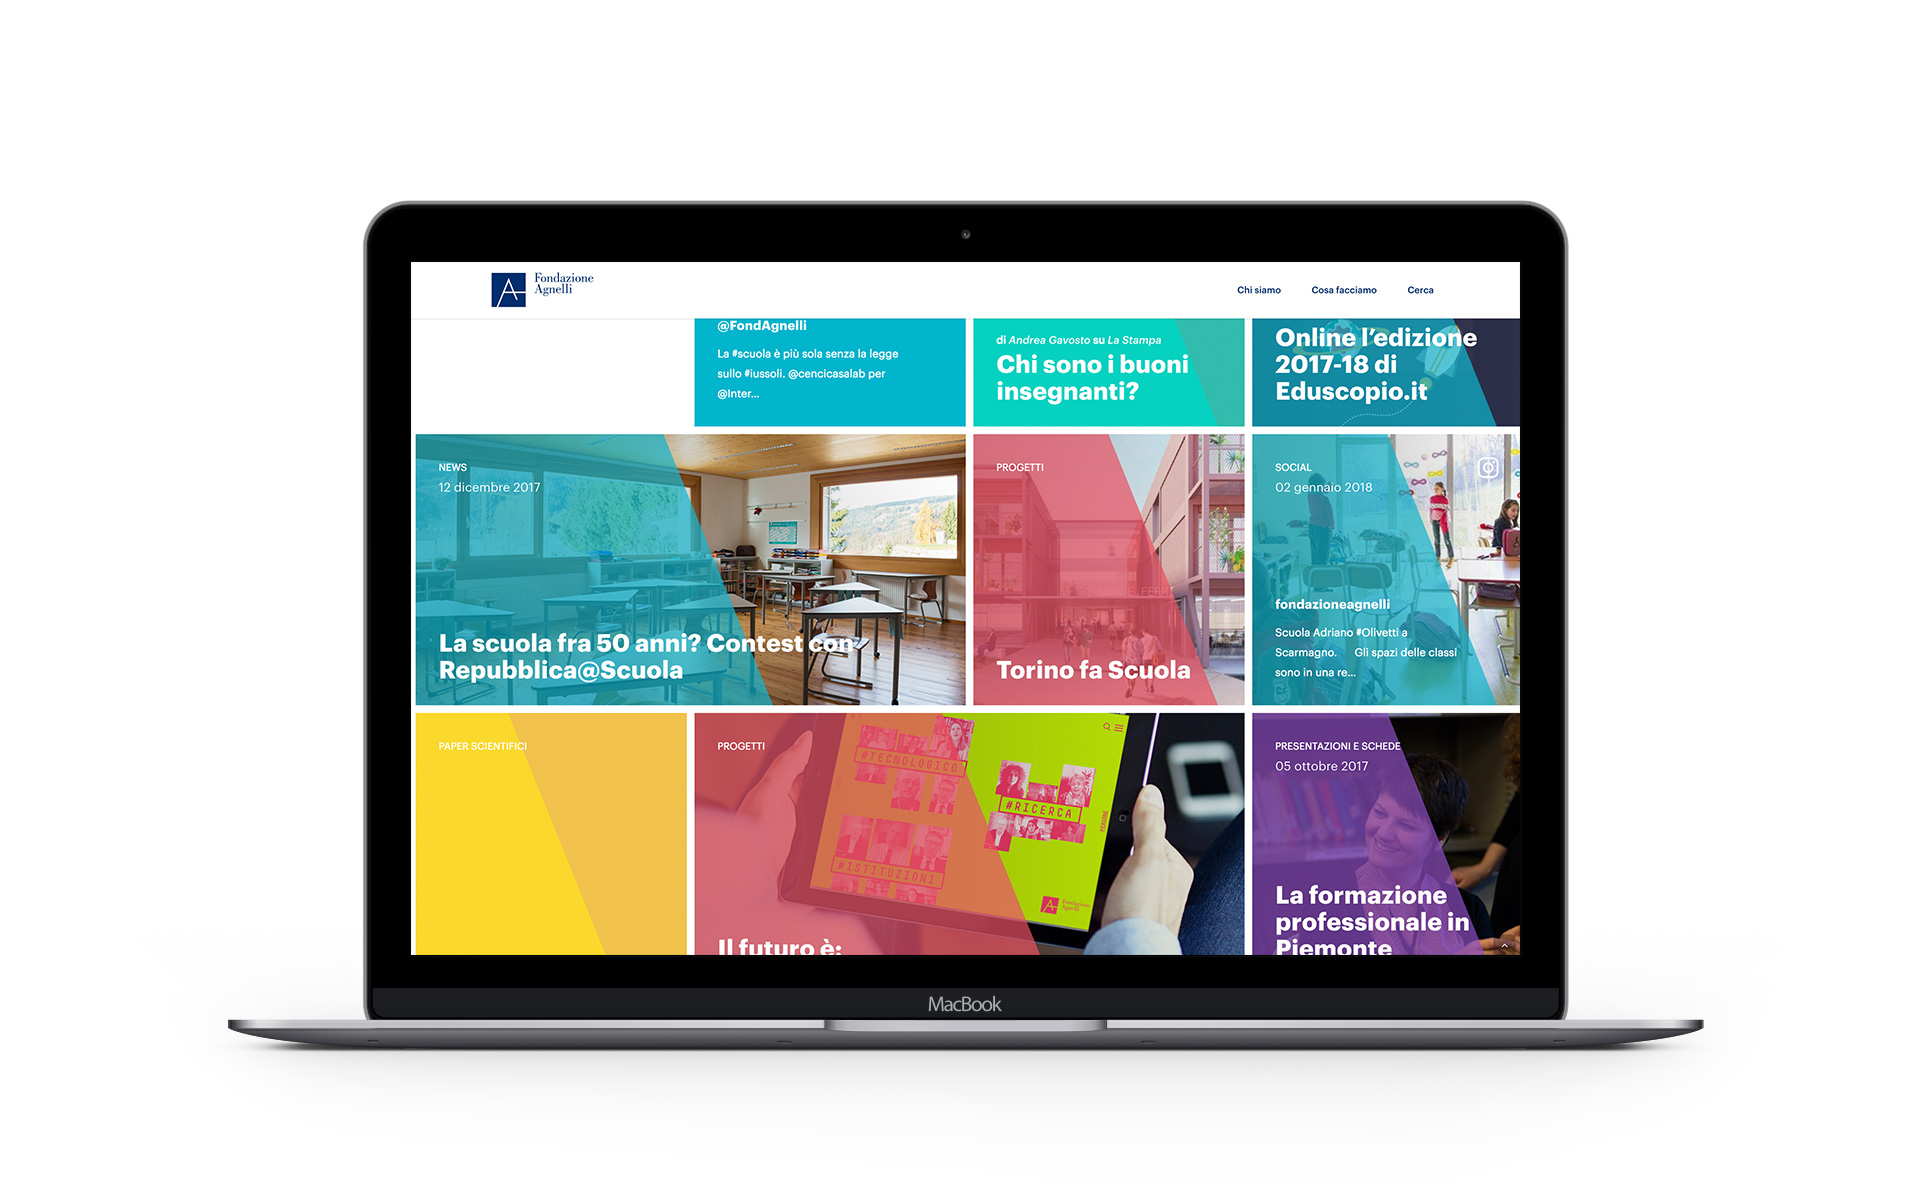 Fondazione
Agnelli
Chi siamo
Cosa facciamo
Cerca
@FondAgnelli
La #scuola è più sola senza la legge
sullo #iussoli. @cencicasalab per
@Inter...
di Andrea Gavosto su La Stampa
Chi sono i buoni
insegnanti?
Online l'edizione
2017-18 di
Eduscopio.it
NEWS
12 dicembre 2017
La scuola fra 50 anni? Contest con
Repubblica@Scuola
PROGETTI
Torino fa Scuola
SOCIAL
02 gennaio 2018
fondazioneagnelli
Scuola Adriano #Olivetti a
Scarmagno. Gli spazi delle classi
sono in una re...
PAPER SCIENTIFICI
PROGETTI
#TECNOLOGICO
#RICERCA
#ISTITUZIONI
Fondazione
Agnelli
Il futuro è:
PRESENTAZIONI E SCHEDE
05 ottobre 2017
La formazione
professionale in
Piemonte
MacBook